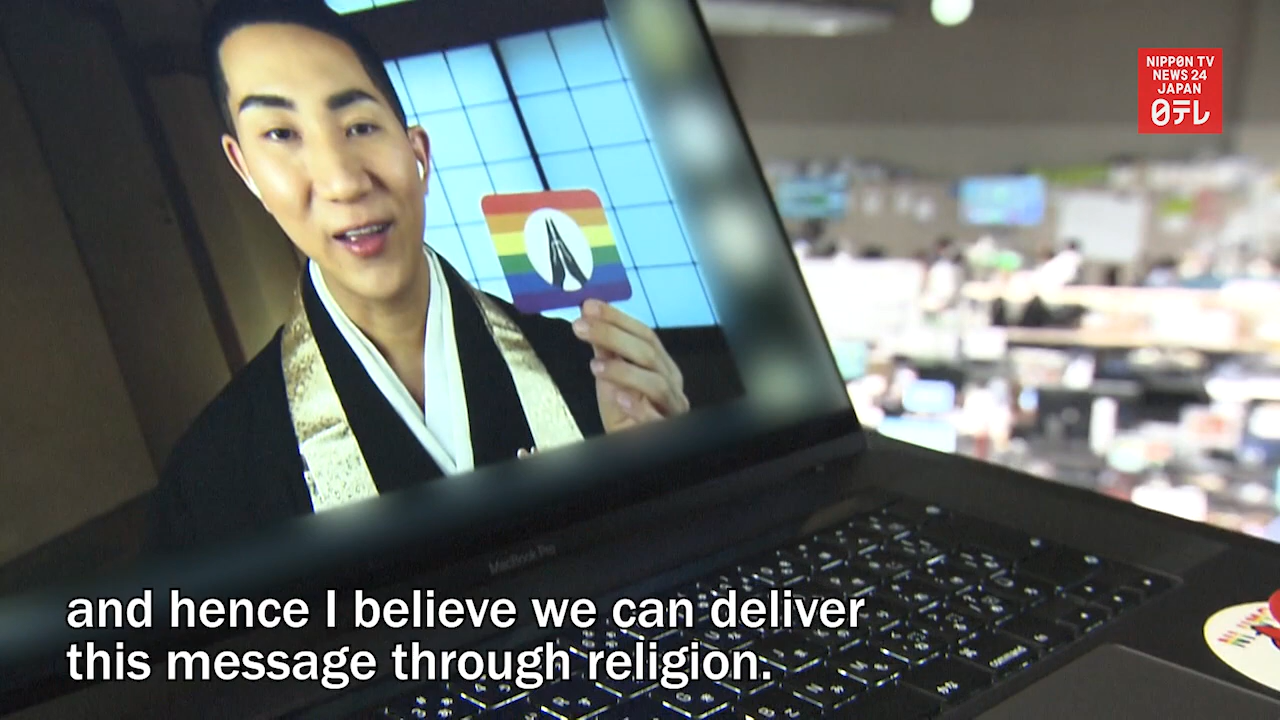 NIPPON TV
NEWS 24
JAPAN
日テレ
MacBook Pro
and hence I believe we can deliver
this message through religion.